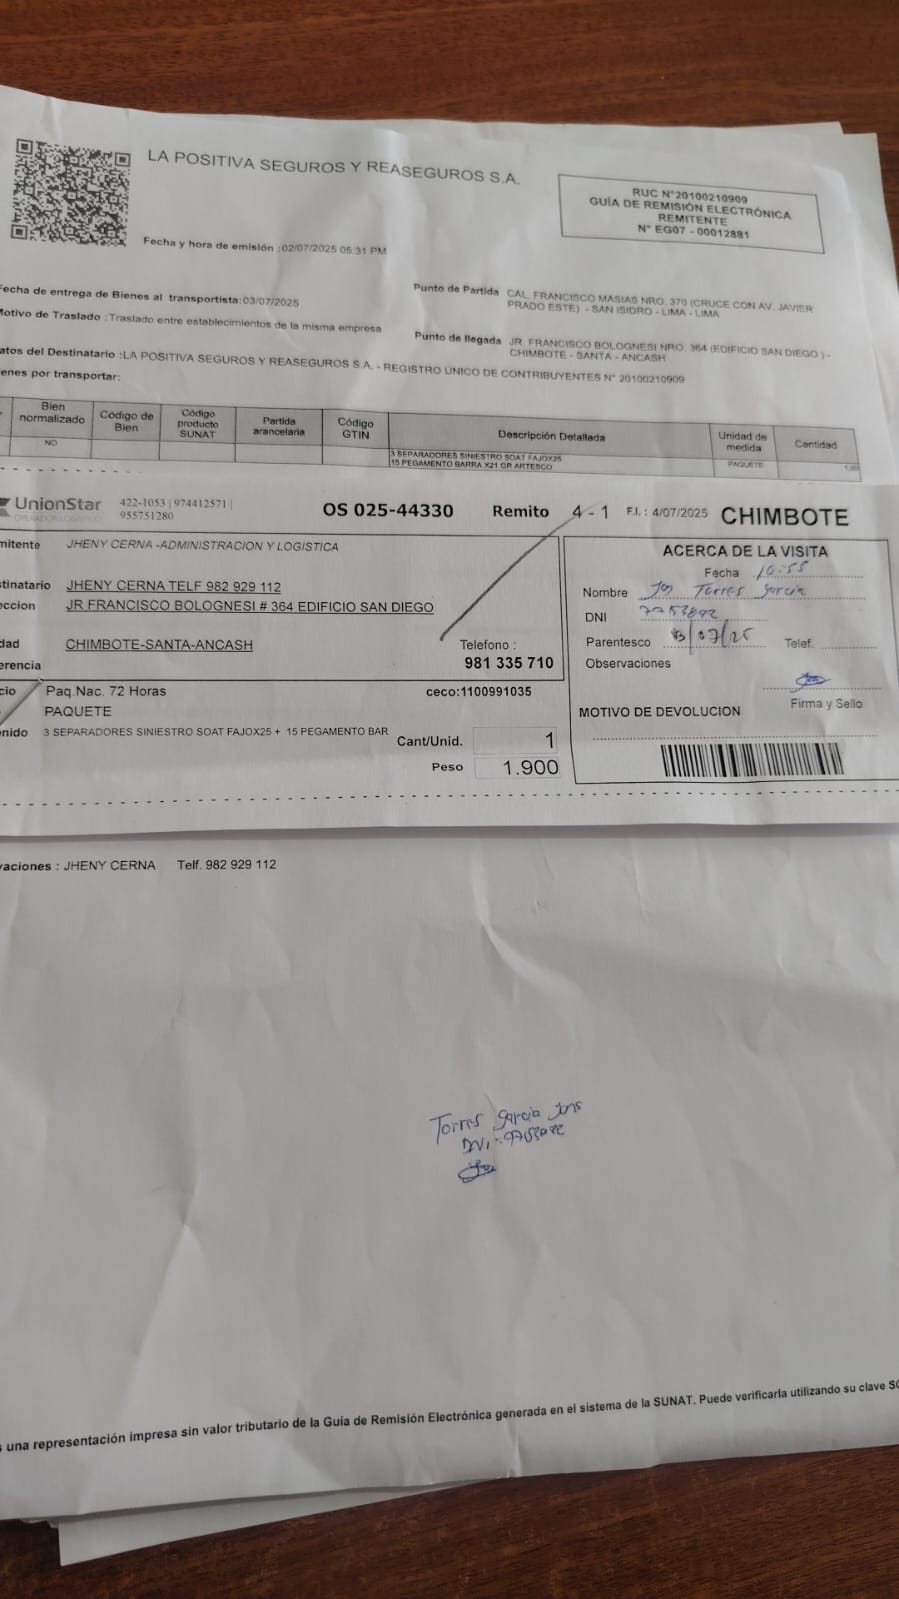 LA POSITIVA SEGUROS Y REASEGUROS S.A.
RUC N°20100210909
GUÍA DE REMISIÓN ELECTRÓNICA
REMITENTE
N° EG07 - 00012881
Fecha y hora de emisión :02/07/2025 05:31 PM
Fecha de entrega de Bienes al transportista:03/07/2025
Motivo de Traslado :Traslado entre establecimientos de la misma empresa
Punto de Partida CAL. FRANCISCO MASIAS NRO. 370 (CRUCE CON AV. JAVIER
PRADO ESTE) - SAN ISIDRO - LIMA - LIMA
Punto de llegada JR. FRANCISCO BOLOGNESI NRO. 364 (EDIFICIO SAN DIEGO ) -
CHIMBOTE - SANTA - ANCASH
atos del Destinatario :LA POSITIVA SEGUROS Y REASEGUROS S.A. - REGISTRO ÚNICO DE CONTRIBUYENTES N° 20100210909
enes por transportar:
Bien normalizado Código de Bien Código producto SUNAT Partida arancelaria Código GTIN Descripción Detallada Unidad de medida Cantidad
NO 3 SEPARADORES SINIESTRO SOAT FAJOX25 PAQUETE 1.00
15 PEGAMENTO BARRA X21 GR ARTESCO
UnionStar 422-1053 | 974412571 | OS 025-44330 Remito 4 - 1 F.I. : 4/07/2025 CHIMBOTE
955751280
mitente JHENY CERNA -ADMINISTRACION Y LOGISTICA
stinatario JHENY CERNA TELF 982 929 112
eccion JR FRANCISCO BOLOGNESI # 364 EDIFICIO SAN DIEGO
dad CHIMBOTE-SANTA-ANCASH
Telefono :
erencia 981 335 710
cio Paq.Nac. 72 Horas ceco:1100991035
PAQUETE
nido 3 SEPARADORES SINIESTRO SOAT FAJOX25 + 15 PEGAMENTO BAR
Cant/Unid. 1
Peso 1.900
ACERCA DE LA VISITA
Fecha 10:55
Nombre Torres Garcia
DNI
Parentesco 07/25 Telef.
Observaciones
Firma y Sello
MOTIVO DE DEVOLUCION
vaciones : JHENY CERNA Telf. 982 929 112
Torres Garcia
DNI:
s una representación impresa sin valor tributario de la Guia de Remisión Electrónica generada en el sistema de la SUNAT. Puede verificarla utilizando su clave SO